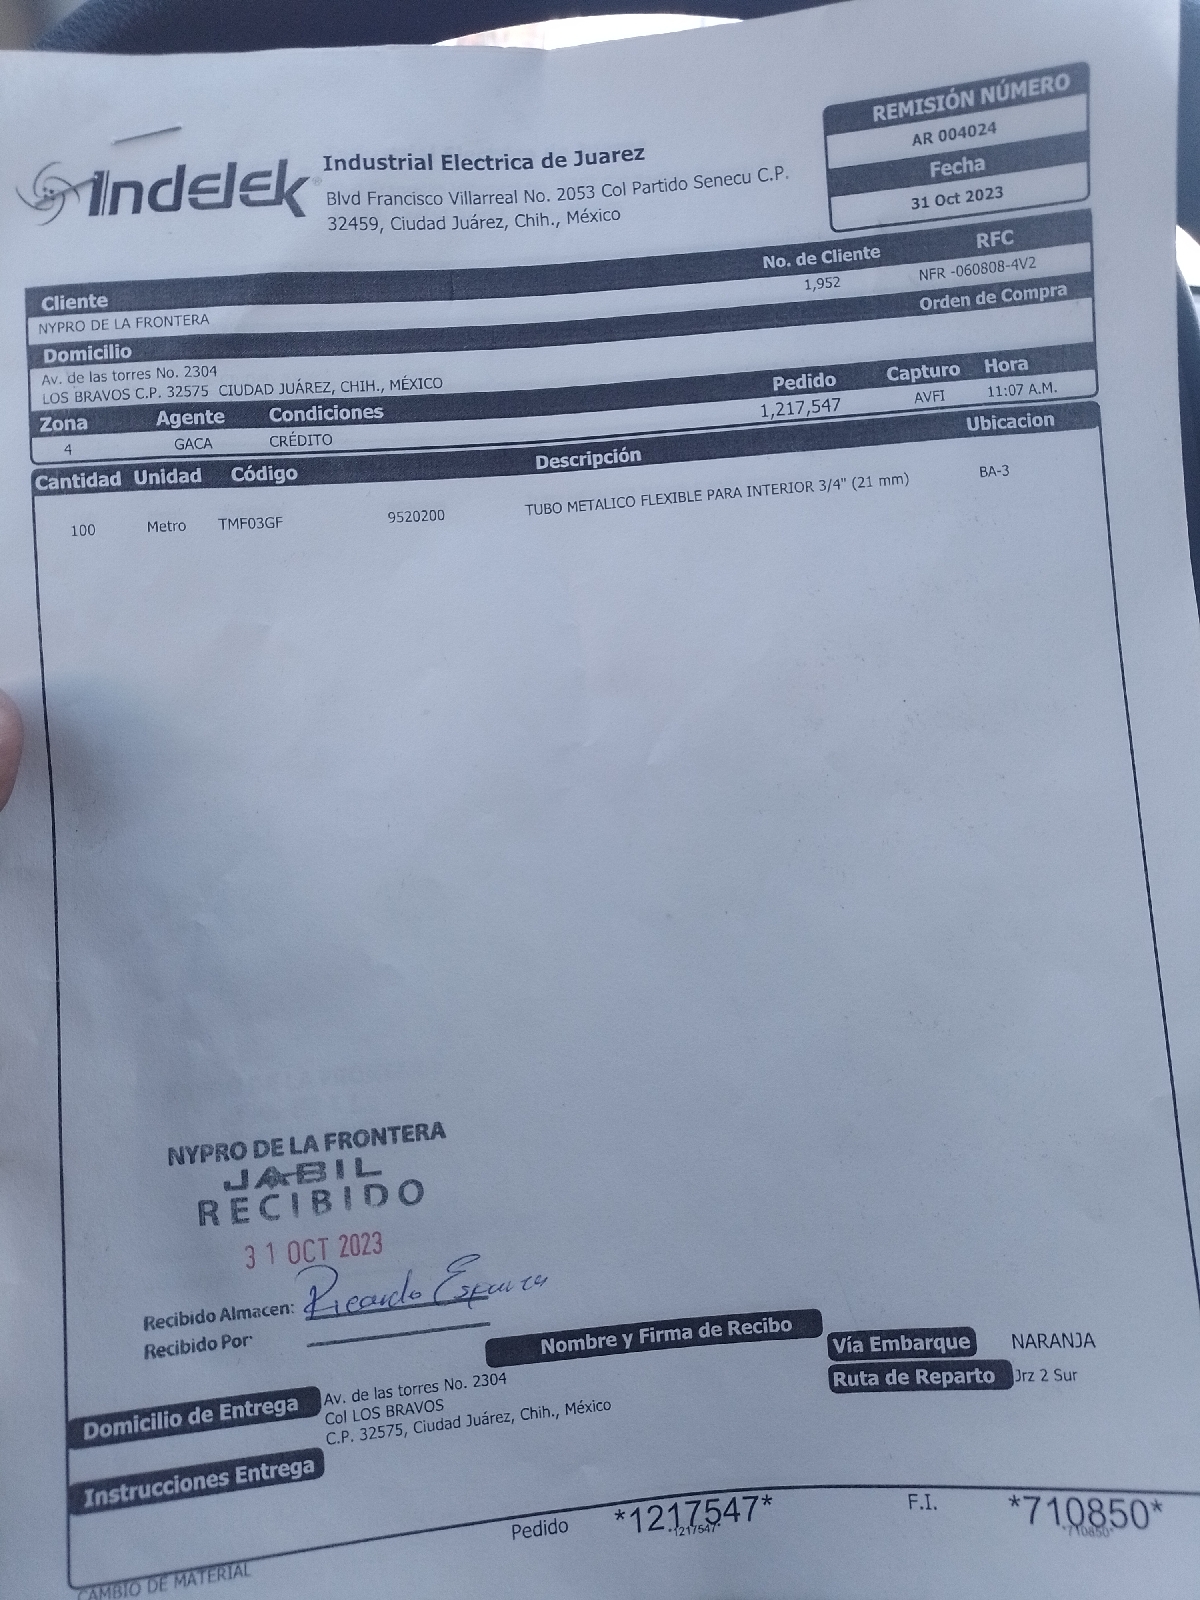 Indelek
Industrial Electrica de Juarez
Blvd Francisco Villarreal No. 2053 Col Partido Senecu C.P.
32459, Ciudad Juárez, Chih., México
REMISIÓN NÚMERO
AR 004024
Fecha
31 Oct 2023
Cliente No. de Cliente RFC
NYPRO DE LA FRONTERA 1,952 NFR -060808-4V2
Domicilio Orden de Compra
Av. de las torres No. 2304
LOS BRAVOS C.P. 32575 CIUDAD JUÁREZ, CHIH., MÉXICO
Zona Agente Condiciones Pedido Capturo Hora
4 GACA CRÉDITO 1,217,547 AVFI 11:07 A.M.
Cantidad Unidad Código Descripción Ubicacion
100 Metro TMF03GF 9520200 TUBO METALICO FLEXIBLE PARA INTERIOR 3/4" (21 mm) BA-3
NYPRO DE LA FRONTERA
JABIL
RECIBIDO
31 OCT 2023
Recibido Almacen: Ricardo Esparza
Recibido Por:
Nombre y Firma de Recibo
Vía Embarque NARANJA
Ruta de Reparto Jrz 2 Sur
Domicilio de Entrega
Av. de las torres No. 2304
Col LOS BRAVOS
C.P. 32575, Ciudad Juárez, Chih., México
Instrucciones Entrega
Pedido *1217547* F.I. *710850*
*1217547* *710850*
CAMBIO DE MATERIAL